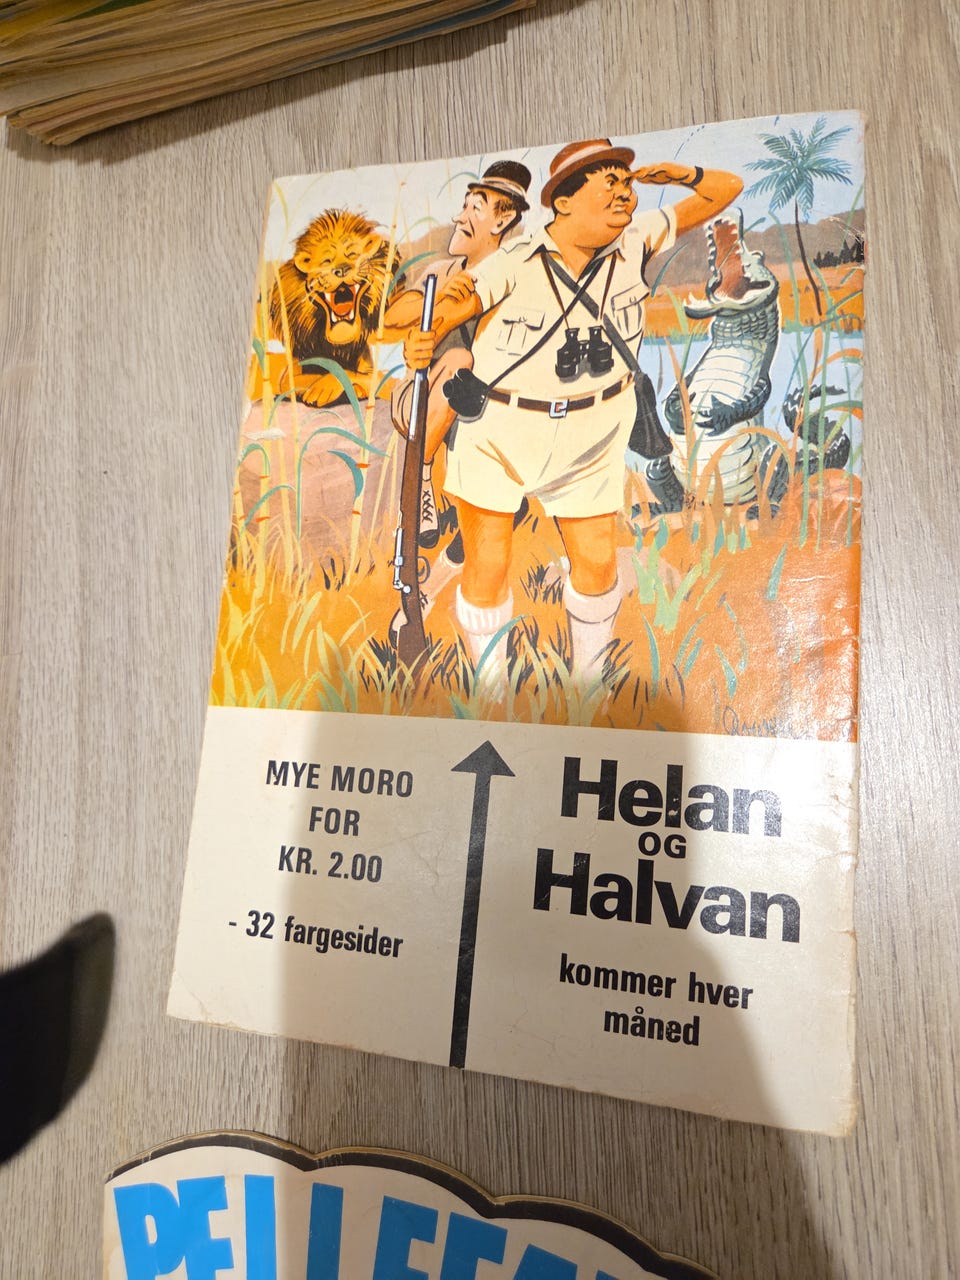 MYE MORO
FOR
KR. 2.00
- 32 fargesider
Helan
OG
Halvan
kommer hver
måned